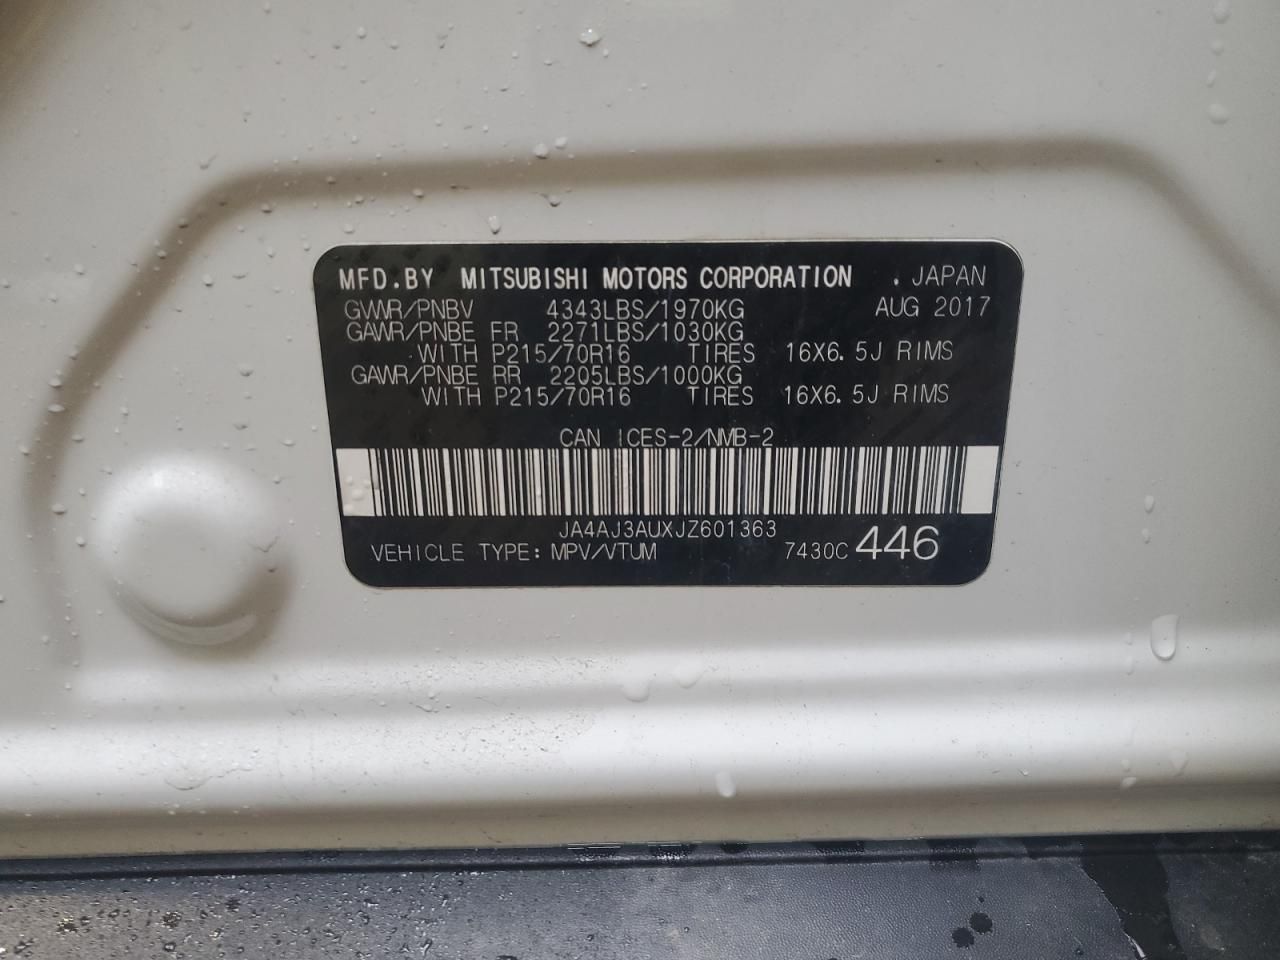 MFD.BY MITSUBISHI MOTORS CORPORATION . JAPAN
GVWR/PNBV 4343LBS/1970KG AUG 2017
GAWR/PNBE FR 2271LBS/1030KG
WITH P215/70R16 TIRES 16X6.5J RIMS
GAWR/PNBE RR 2205LBS/1000KG
WITH P215/70R16 TIRES 16X6.5J RIMS
CAN ICES-2/NMB-2
JA4AJ3AUXJZ601363
VEHICLE TYPE: MPV/VTUM 7430C 446